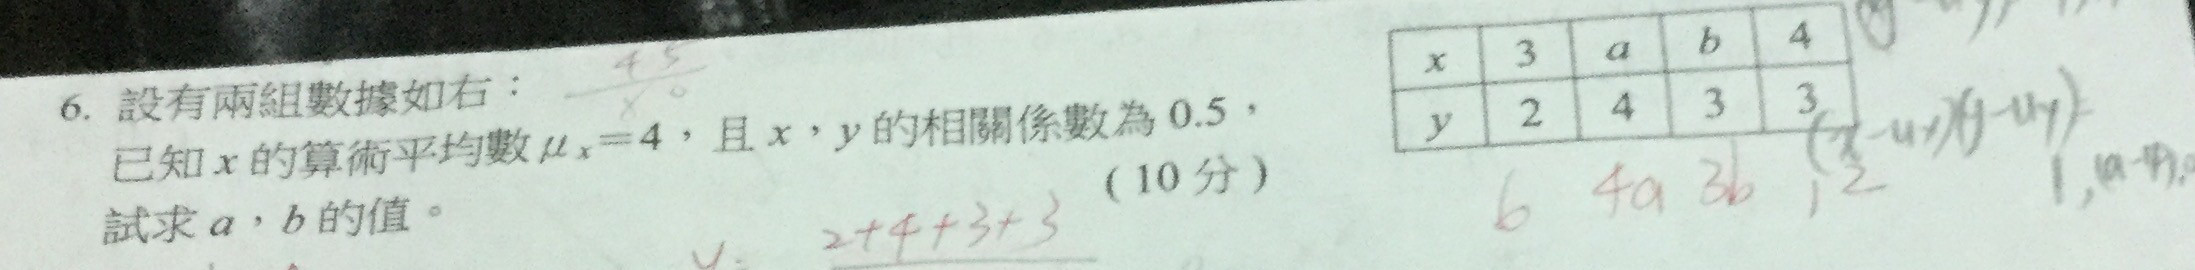 6. 設有兩組數據如右：
已知 x 的算術平均數 μx＝4，且 x，y 的相關係數為 0.5，
試求 a，b 的值。
（10 分）
x 3 a b 4
y 2 4 3 3
6 4a 3b 12
2+4+3+3